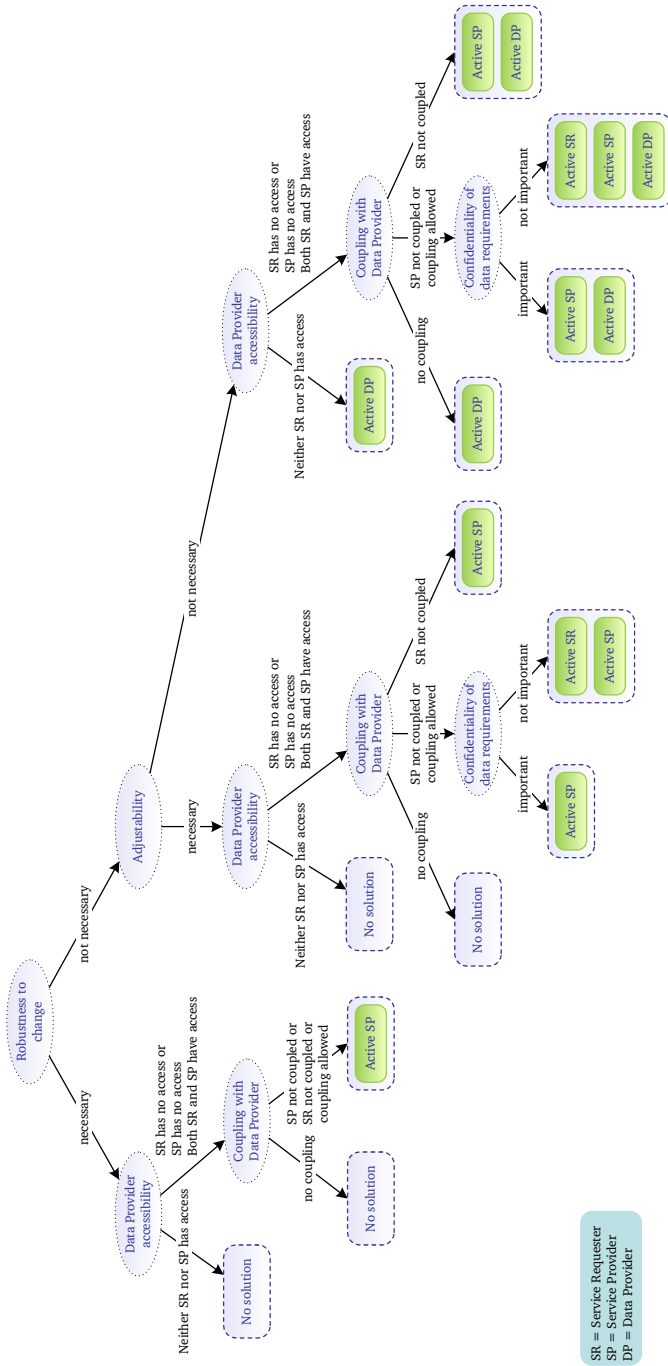 Robustness to
change
necessary
not necessary
Data Provider
accessibility
Adjustability
Neither SR nor SP has access
SR has no access or
SP has no access
Both SR and SP have access
necessary
not necessary
No solution
Coupling with
Data Provider
Data Provider
accessibility
Data Provider
accessibility
no coupling
SP not coupled or
SR not coupled or
coupling allowed
Neither SR nor SP has access
SR has no access or
SP has no access
Both SR and SP have access
Neither SR nor SP has access
SR has no access or
SP has no access
Both SR and SP have access
No solution
Active SP
No solution
Coupling with
Data Provider
Active DP
Coupling with
Data Provider
no coupling
SP not coupled or
coupling allowed
SR not coupled
no coupling
SP not coupled or
coupling allowed
SR not coupled
No solution
Confidentiality of
data requirements
Active SP
Active DP
Confidentiality of
data requirements
Active SP
Active DP
important
not important
important
not important
Active SP
Active SR
Active SP
Active SP
Active DP
Active SR
Active SP
Active DP
SR = Service Requester
SP = Service Provider
DP = Data Provider